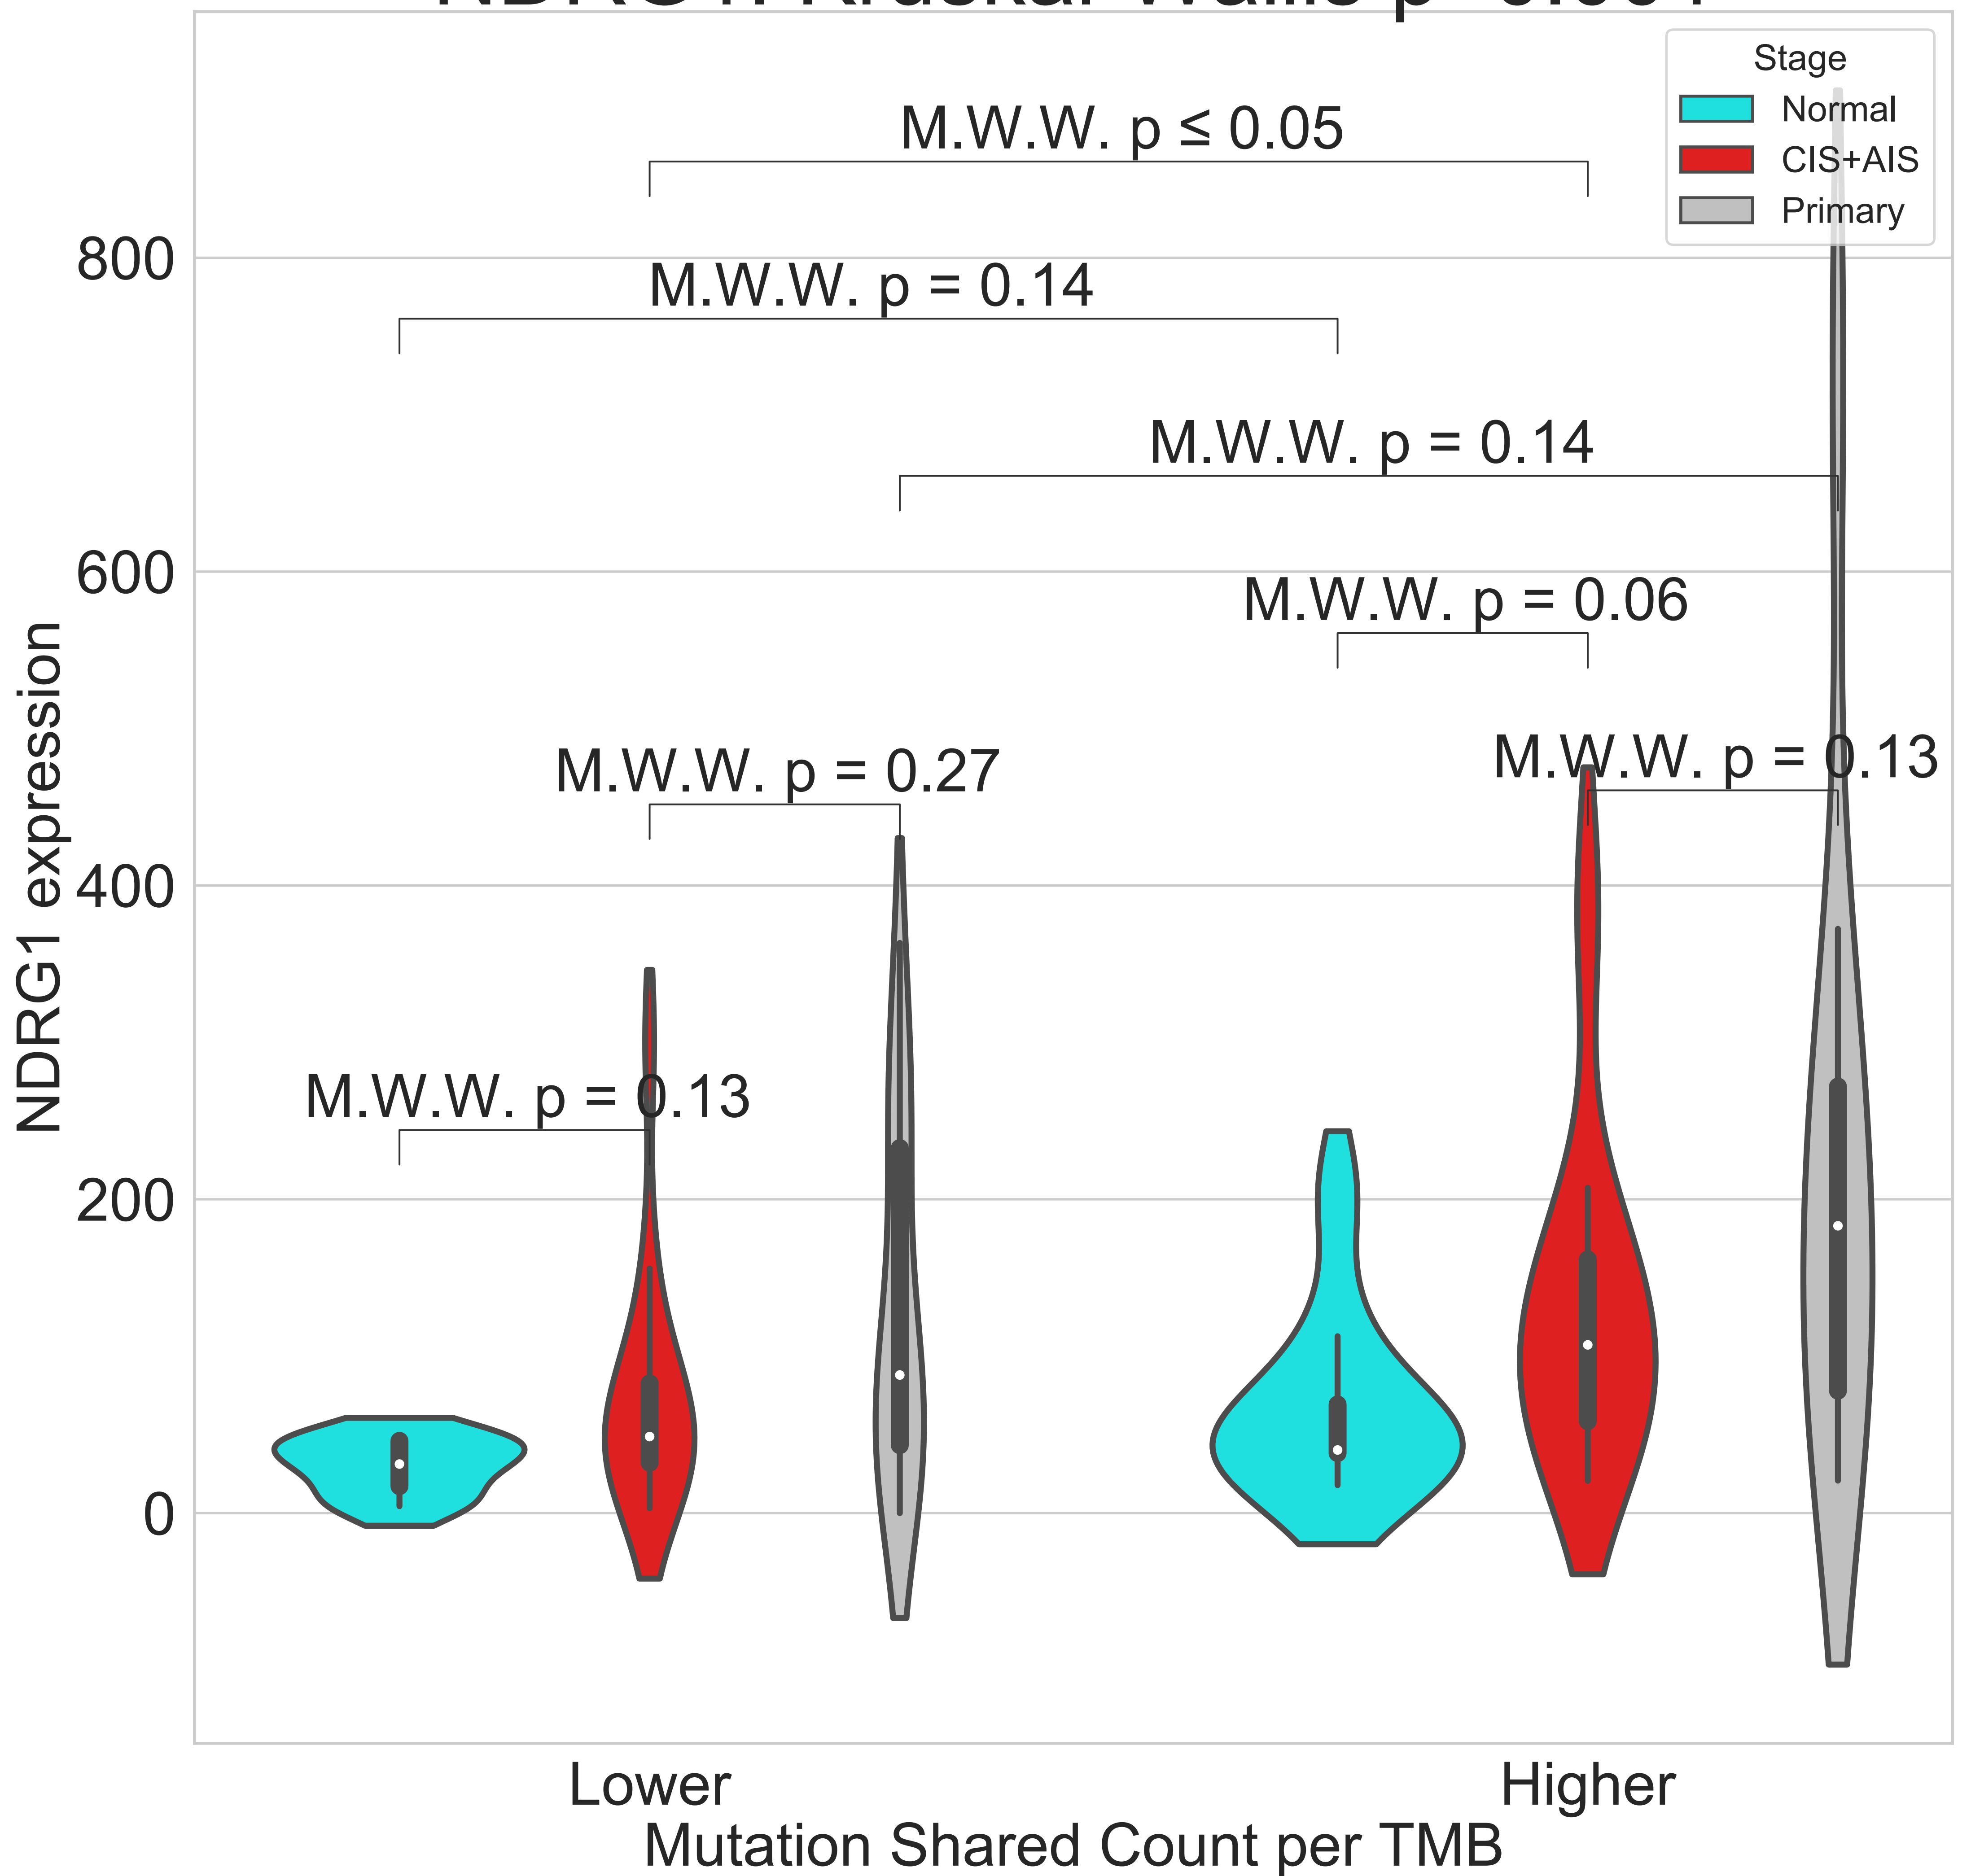 Stage
Normal
CIS+AIS
Primary
M.W.W. p ≤ 0.05
M.W.W. p = 0.14
M.W.W. p = 0.14
M.W.W. p = 0.06
M.W.W. p = 0.13
M.W.W. p = 0.27
M.W.W. p = 0.13
800
600
400
200
0
NDRG1 expression
Lower
Higher
Mutation Shared Count per TMB